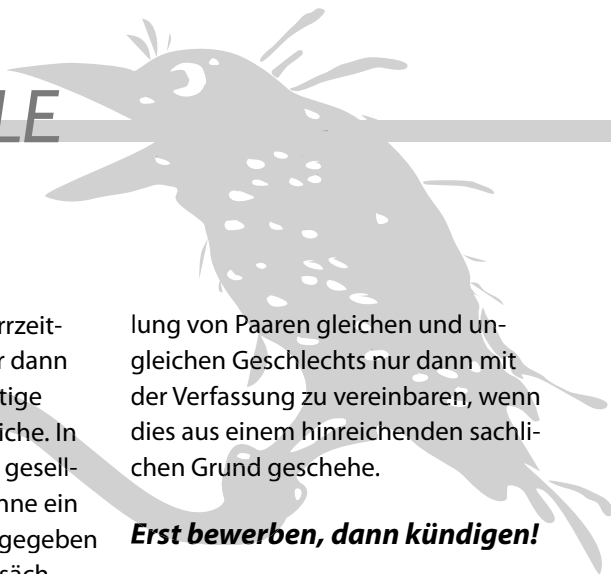 LE
rrzeit-
r dann
tige
iche. In
gesell-
nne ein
gegeben
lung von Paaren gleichen und un-
gleichen Geschlechts nur dann mit
der Verfassung zu vereinbaren, wenn
dies aus einem hinreichenden sachli-
chen Grund geschehe.
Erst bewerben, dann kündigen!